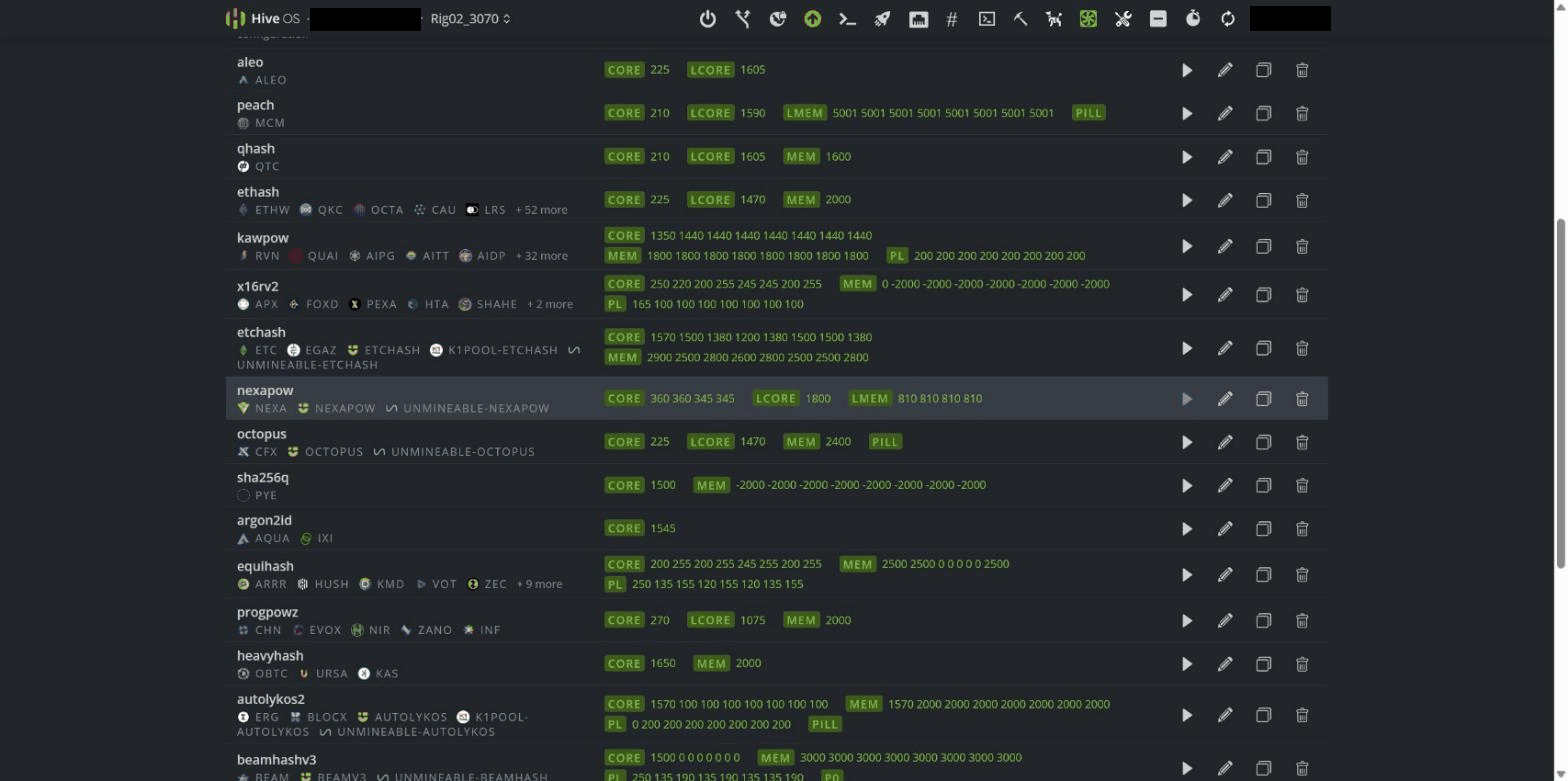 Hive OS Rig02_3070 #
configuration
aleo
CORE 225 LCORE 1605
ALEO
peach
CORE 210 LCORE 1590 LMEM 5001 5001 5001 5001 5001 5001 5001 5001 PILL
MCM
qhash
CORE 210 LCORE 1605 MEM 1600
QTC
ethash
CORE 225 LCORE 1470 MEM 2000
ETHW QKC OCTA CAU LRS + 52 more
kawpow
CORE 1350 1440 1440 1440 1440 1440 1440 1440
RVN QUAI AIPG AITT AIDP + 32 more
MEM 1800 1800 1800 1800 1800 1800 1800 1800 PL 200 200 200 200 200 200 200 200
x16rv2
CORE 250 220 200 255 245 245 200 255 MEM 0 -2000 -2000 -2000 -2000 -2000 -2000 -2000
APX FOXD PEXA HTA SHAHE + 2 more
PL 165 100 100 100 100 100 100 100
etchash
CORE 1570 1500 1380 1200 1380 1500 1500 1380
ETC EGAZ ETCHASH K1POOL-ETCHASH
UNMINEABLE-ETCHASH
MEM 2900 2500 2800 2600 2800 2500 2500 2800
nexapow
CORE 360 360 345 345 LCORE 1800 LMEM 810 810 810 810
NEXA NEXAPOW UNMINEABLE-NEXAPOW
octopus
CORE 225 LCORE 1470 MEM 2400 PILL
CFX OCTOPUS UNMINEABLE-OCTOPUS
sha256q
CORE 1500 MEM -2000 -2000 -2000 -2000 -2000 -2000 -2000 -2000
PYE
argon2id
CORE 1545
AQUA IXI
equihash
CORE 200 255 200 255 245 255 200 255 MEM 2500 2500 0 0 0 0 0 2500
ARRR HUSH KMD VOT ZEC + 9 more
PL 250 135 155 120 155 120 135 155
progpowz
CORE 270 LCORE 1075 MEM 2000
CHN EVOX NIR ZANO INF
heavyhash
CORE 1650 MEM 2000
OBTC URSA KAS
autolykos2
CORE 1570 100 100 100 100 100 100 100 MEM 1570 2000 2000 2000 2000 2000 2000 2000
ERG BLOCX AUTOLYKOS K1POOL-
AUTOLYKOS UNMINEABLE-AUTOLYKOS
PL 0 200 200 200 200 200 200 200 PILL
beamhashv3
CORE 1500 0 0 0 0 0 0 0 MEM 3000 3000 3000 3000 3000 3000 3000 3000
BEAM BEAMV3 UNMINEABLE-BEAMHASH
PL 250 135 190 135 190 135 135 190 P0